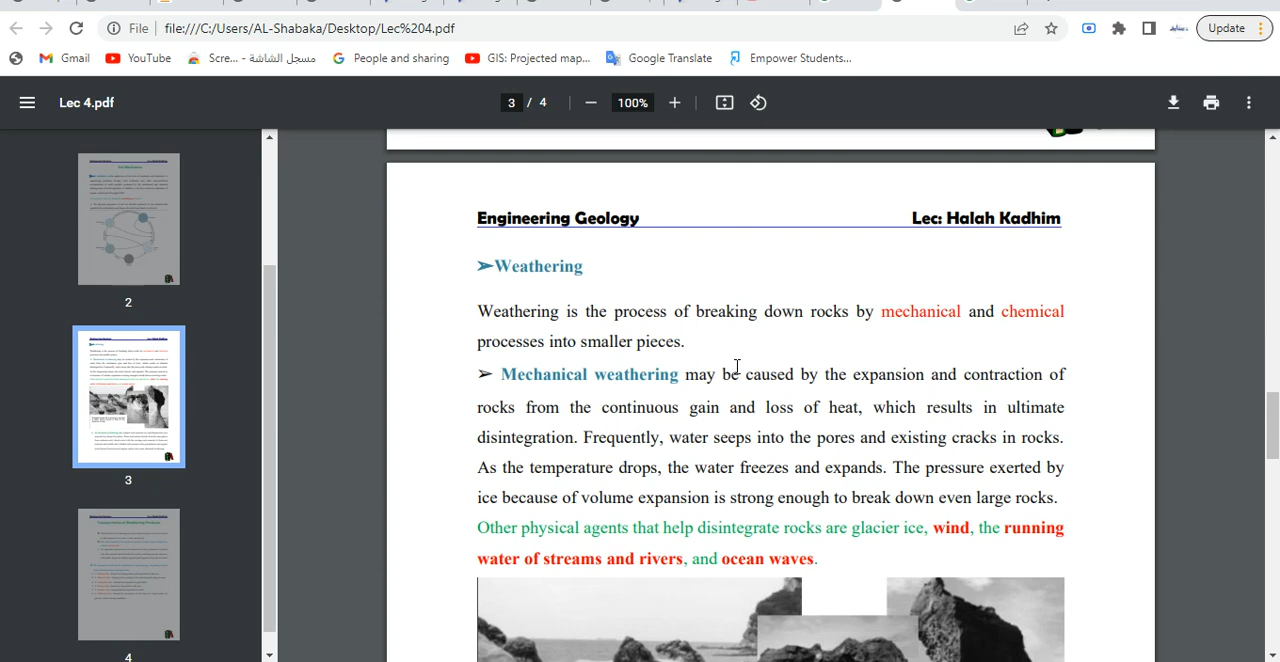 File | file:///C:/Users/AL-Shabaka/Desktop/Lec%204.pdf
Update
Gmail YouTube Scre... - مسجل الشاشة People and sharing GIS: Projected map... Google Translate Empower Students...
Lec 4.pdf 3 / 4 100%
2
3
4
Engineering Geology Lec: Halah Kadhim
➢Weathering
Weathering is the process of breaking down rocks by mechanical and chemical
processes into smaller pieces.
➢ Mechanical weathering may be caused by the expansion and contraction of
rocks from the continuous gain and loss of heat, which results in ultimate
disintegration. Frequently, water seeps into the pores and existing cracks in rocks.
As the temperature drops, the water freezes and expands. The pressure exerted by
ice because of volume expansion is strong enough to break down even large rocks.
Other physical agents that help disintegrate rocks are glacier ice, wind, the running
water of streams and rivers, and ocean waves.